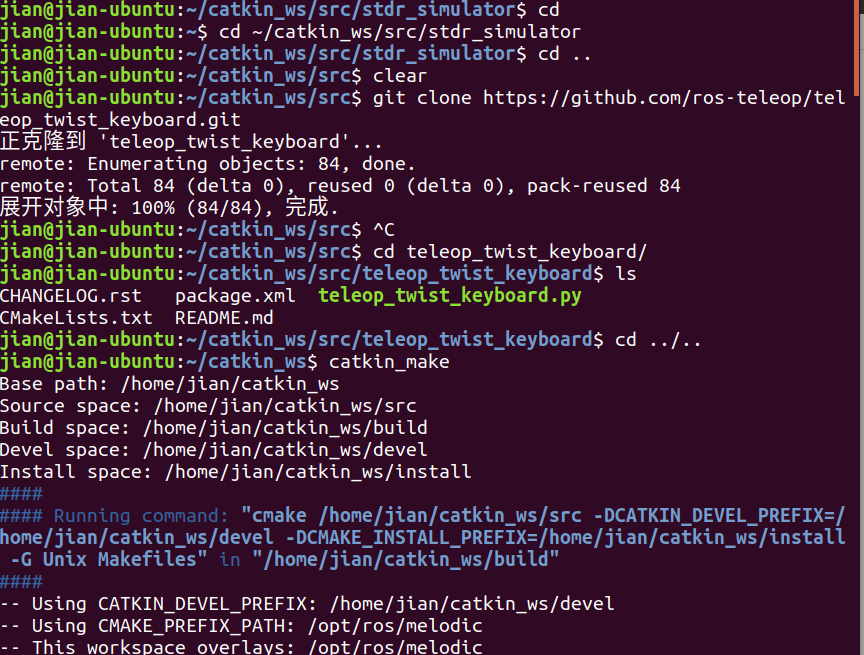 jian@jian-ubuntu:~/catkin_ws/src/stdr_simulator$ cd
jian@jian-ubuntu:~$ cd ~/catkin_ws/src/stdr_simulator
jian@jian-ubuntu:~/catkin_ws/src/stdr_simulator$ cd ..
jian@jian-ubuntu:~/catkin_ws/src$ clear
jian@jian-ubuntu:~/catkin_ws/src$ git clone https://github.com/ros-teleop/tel
eop_twist_keyboard.git
正克隆到 'teleop_twist_keyboard'...
remote: Enumerating objects: 84, done.
remote: Total 84 (delta 0), reused 0 (delta 0), pack-reused 84
展开对象中: 100% (84/84), 完成.
jian@jian-ubuntu:~/catkin_ws/src$ ^C
jian@jian-ubuntu:~/catkin_ws/src$ cd teleop_twist_keyboard/
jian@jian-ubuntu:~/catkin_ws/src/teleop_twist_keyboard$ ls
CHANGELOG.rst   package.xml  teleop_twist_keyboard.py
CMakeLists.txt  README.md
jian@jian-ubuntu:~/catkin_ws/src/teleop_twist_keyboard$ cd ../..
jian@jian-ubuntu:~/catkin_ws$ catkin_make
Base path: /home/jian/catkin_ws
Source space: /home/jian/catkin_ws/src
Build space: /home/jian/catkin_ws/build
Devel space: /home/jian/catkin_ws/devel
Install space: /home/jian/catkin_ws/install
####
#### Running command: "cmake /home/jian/catkin_ws/src -DCATKIN_DEVEL_PREFIX=/
home/jian/catkin_ws/devel -DCMAKE_INSTALL_PREFIX=/home/jian/catkin_ws/install
 -G Unix Makefiles" in "/home/jian/catkin_ws/build"
####
-- Using CATKIN_DEVEL_PREFIX: /home/jian/catkin_ws/devel
-- Using CMAKE_PREFIX_PATH: /opt/ros/melodic
-- This workspace overlays: /opt/ros/melodic